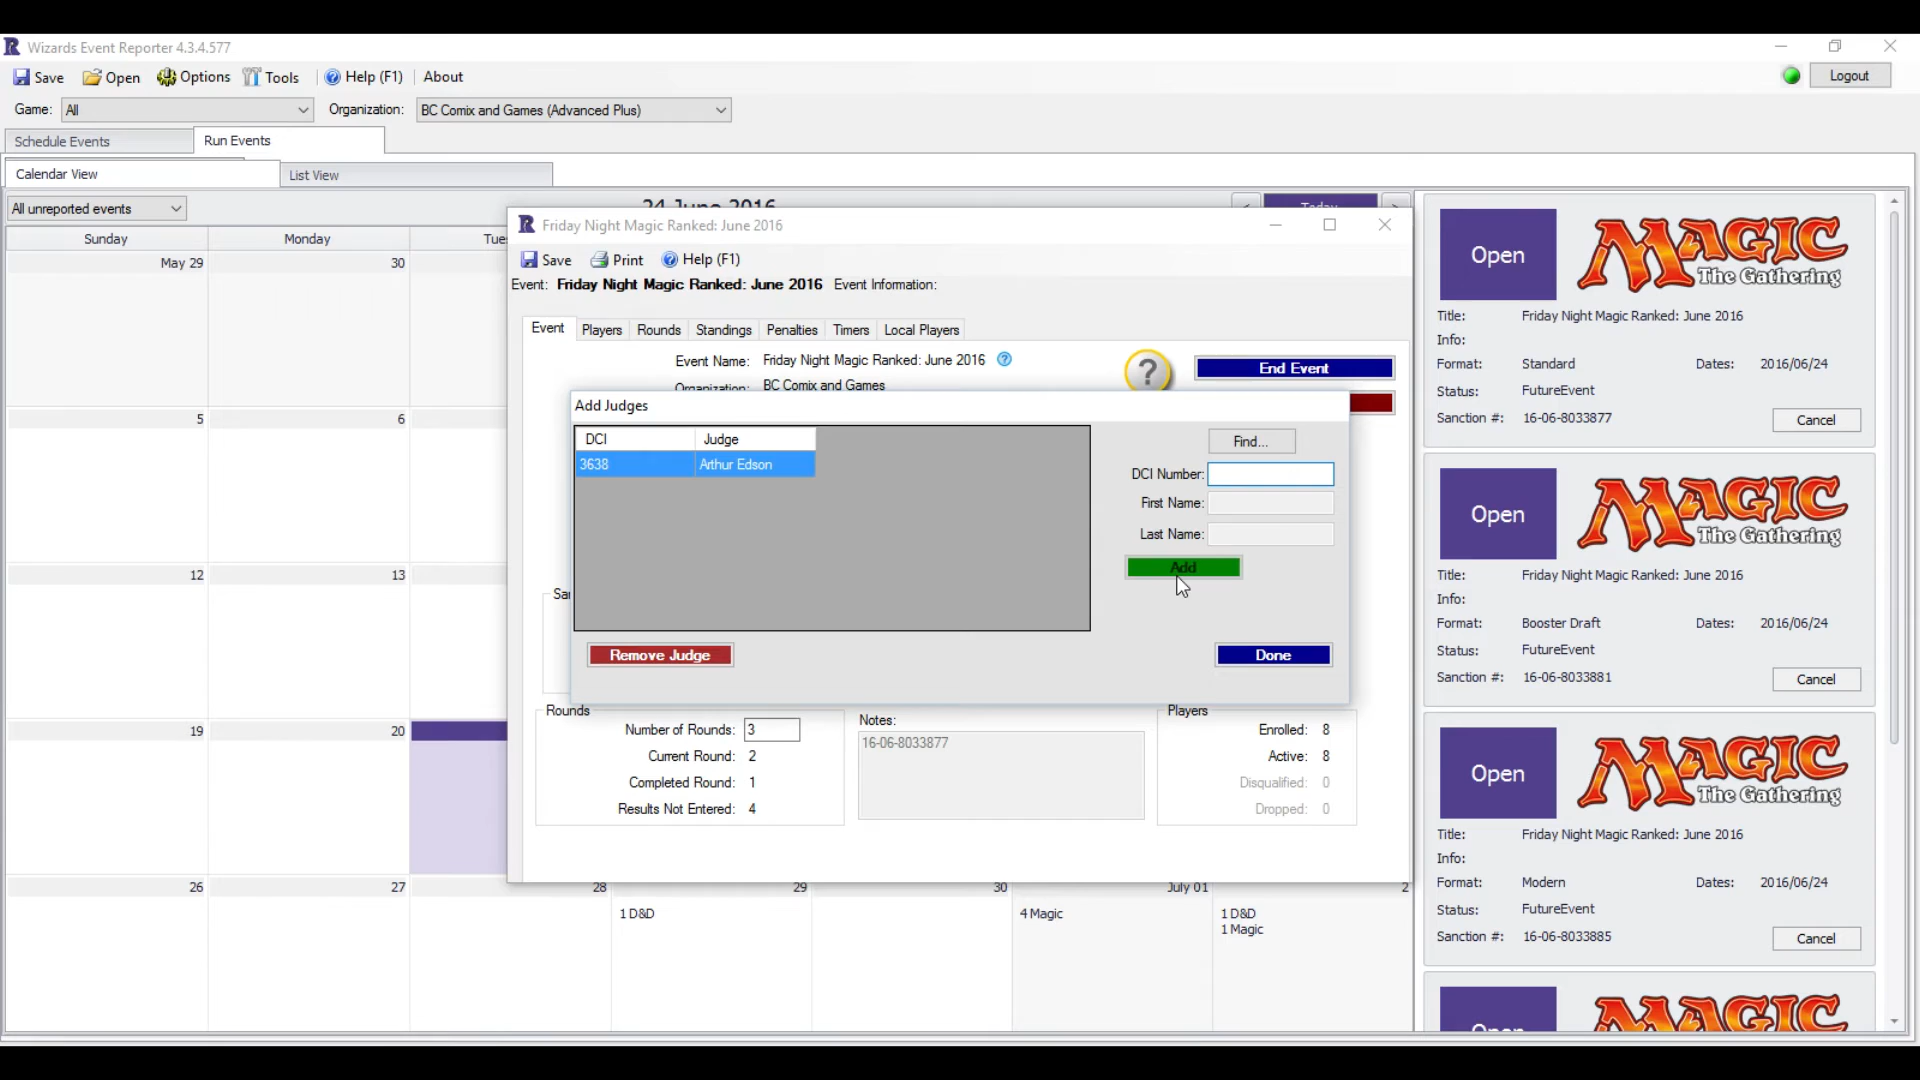 Wizards Event Reporter 4.3.4.577
Save Open Options Tools Help (F1) About
Logout
Game: All Organization: BC Comix and Games (Advanced Plus)
Schedule Events Run Events
Calendar View List View
All unreported events
24 June 2016
< Today >
Sunday Monday Tues
May 29 30
5 6
12 13
19 20
26 27 28 29 30 July 01 2
1 D&D
4 Magic
1 D&D
1 Magic
Friday Night Magic Ranked: June 2016
Save Print Help (F1)
Event: Friday Night Magic Ranked: June 2016 Event Information:
Event Players Rounds Standings Penalties Timers Local Players
Event Name: Friday Night Magic Ranked: June 2016 ?
Organization: BC Comix and Games
?
End Event
Add Judges
DCI Judge
3638 Arthur Edson
Find...
DCI Number:
First Name:
Last Name:
Add
Remove Judge
Done
San
Rounds
Number of Rounds: 3
Current Round: 2
Completed Round: 1
Results Not Entered: 4
Notes:
16-06-8033877
Players
Enrolled: 8
Active: 8
Disqualified: 0
Dropped: 0
Open
MAGIC
The Gathering
Title: Friday Night Magic Ranked: June 2016
Info:
Format: Standard Dates: 2016/06/24
Status: FutureEvent
Sanction #: 16-06-8033877
Cancel
Open
MAGIC
The Gathering
Title: Friday Night Magic Ranked: June 2016
Info:
Format: Booster Draft Dates: 2016/06/24
Status: FutureEvent
Sanction #: 16-06-8033881
Cancel
Open
MAGIC
The Gathering
Title: Friday Night Magic Ranked: June 2016
Info:
Format: Modern Dates: 2016/06/24
Status: FutureEvent
Sanction #: 16-06-8033885
Cancel
Open
MAGIC